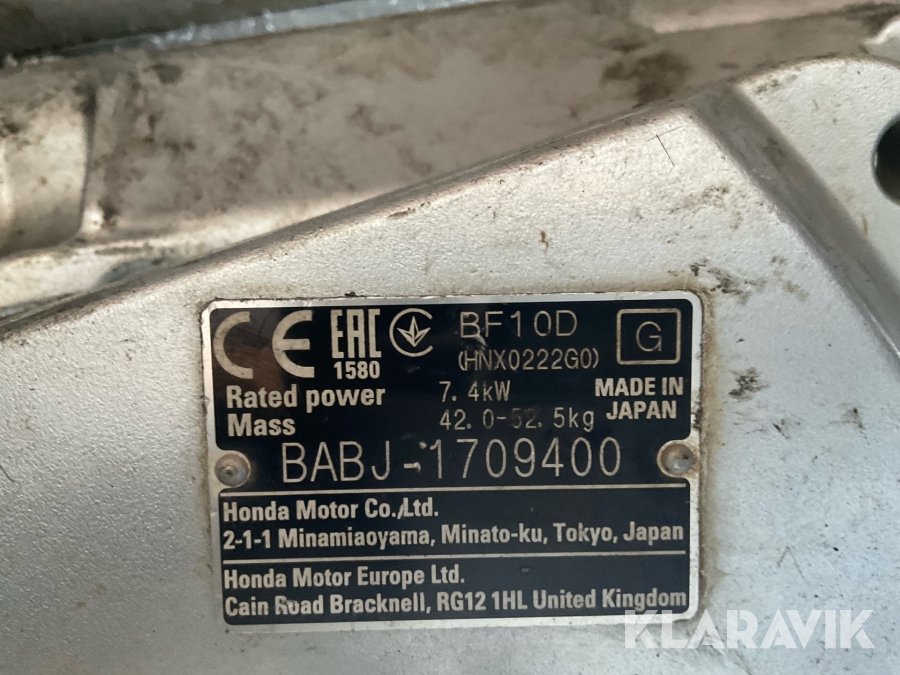 CE EAC BF10D G
1580 (HNX0222G0)
Rated power 7.4kW MADE IN
Mass 42.0-52.5kg JAPAN
BABJ-1709400
Honda Motor Co.,Ltd.
2-1-1 Minamiaoyama, Minato-ku, Tokyo, Japan
Honda Motor Europe Ltd.
Cain Road Bracknell, RG12 1HL United Kingdom
KLARAVIK